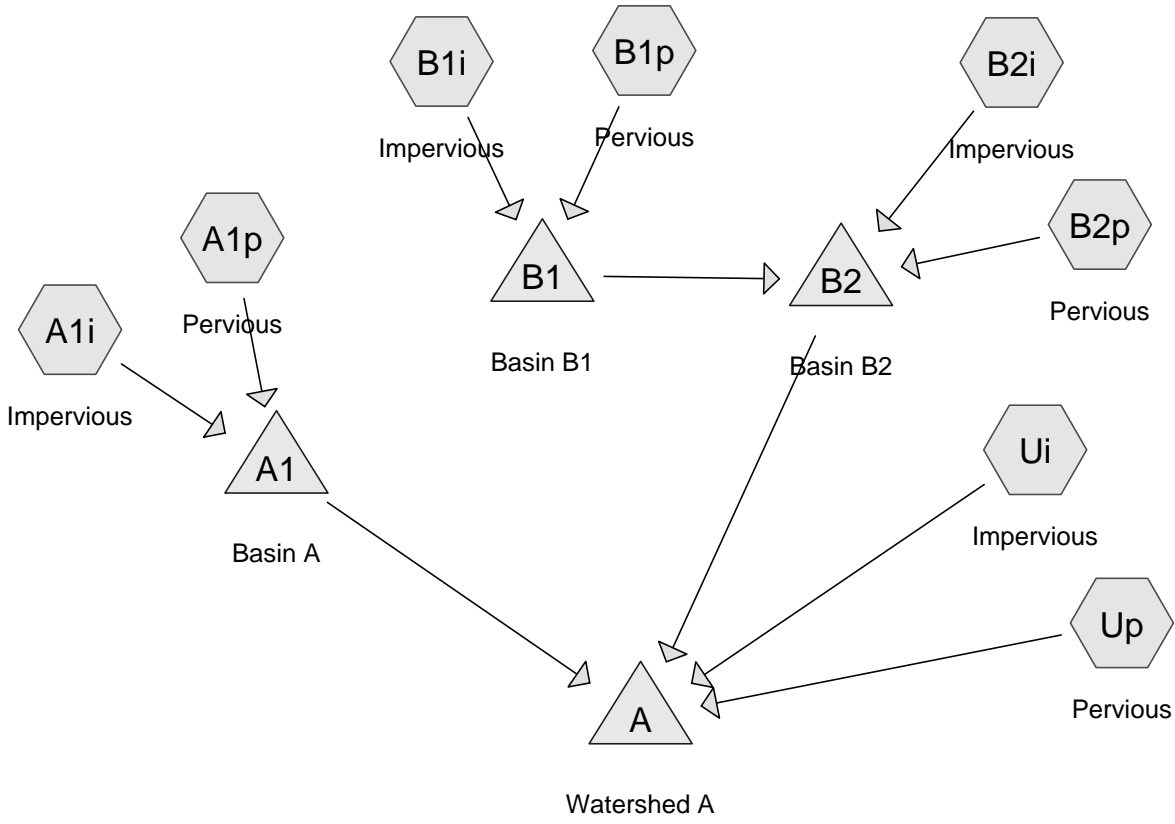 B1i
B1p
B2i
Impervious
Pervious
Impervious
A1p
B2p
B1
B2
Pervious
A1i
Pervious
Basin B1
Basin B2
Impervious
A1
Ui
Basin A
Impervious
Up
A
Pervious
Watershed A